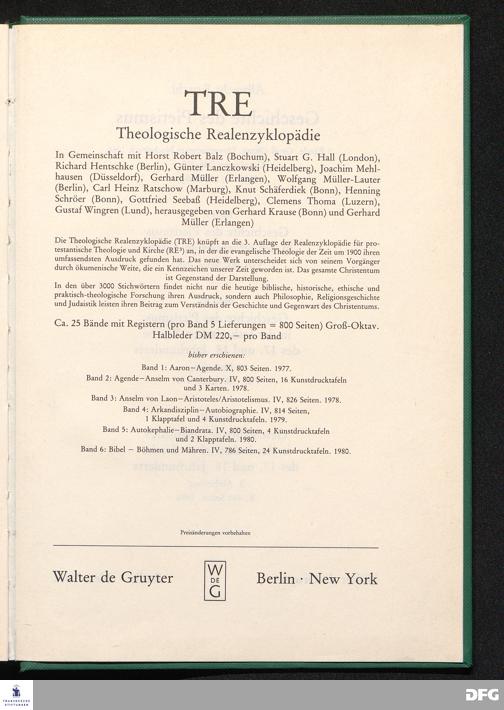 TRE
Theologische Realenzyklopädie
In Gemeinschaft mit Horst Robert Balz (Bochum), Stuart G. Hall (London),
Richard Hentschke (Berlin), Günter Lanczkowski (Heidelberg), Joachim Mehl-
hausen (Düsseldorf), Gerhard Müller (Erlangen), Wolfgang Müller-Lauter
(Berlin), Carl Heinz Ratschow (Marburg), Knut Schäferdiek (Bonn), Henning
Schröer (Bonn), Gottfried Seebaß (Heidelberg), Clemens Thoma (Luzern),
Gustaf Wingren (Lund), herausgegeben von Gerhard Krause (Bonn) und Gerhard
Müller (Erlangen)
Die Theologische Realenzyklopädie (TRE) knüpft an die 3. Auflage der Realenzyklopädie für pro-
testantische Theologie und Kirche (RE³) an, in der die evangelische Theologie der Zeit um 1900 ihren
umfassendsten Ausdruck gefunden hat. Das neue Werk unterscheidet sich von seinem Vorgänger
durch ökumenische Weite, die ein Kennzeichen unserer Zeit geworden ist. Das gesamte Christentum
ist Gegenstand der Darstellung.
In den über 3000 Stichwörtern findet nicht nur die heutige biblische, historische, ethische und
praktisch-theologische Forschung ihren Ausdruck, sondern auch Philosophie, Religionsgeschichte
und Judaistik leisten ihren Beitrag zum Verständnis der Geschichte und Gegenwart des Christentums.
Ca. 25 Bände mit Registern (pro Band 5 Lieferungen = 800 Seiten) Groß-Oktav.
Halbleder DM 220,– pro Band
bisher erschienen:
Band 1: Aaron–Agende. X, 803 Seiten. 1977.
Band 2: Agende–Anselm von Canterbury. IV, 800 Seiten, 16 Kunstdrucktafeln
und 3 Karten. 1978.
Band 3: Anselm von Laon–Aristoteles/Aristotelismus. IV, 826 Seiten. 1978.
Band 4: Arkandisziplin–Autobiographie. IV, 814 Seiten,
1 Klapptafel und 4 Kunstdrucktafeln. 1979.
Band 5: Autokephalie–Biandrata. IV, 800 Seiten, 4 Kunstdrucktafeln
und 2 Klapptafeln. 1980.
Band 6: Bibel – Böhmen und Mähren. IV, 786 Seiten, 24 Kunstdrucktafeln. 1980.
Preisänderungen vorbehalten
Walter de Gruyter
W
DE
G
Berlin · New York
FRANCKESCHE
STIFTUNGEN
DFG